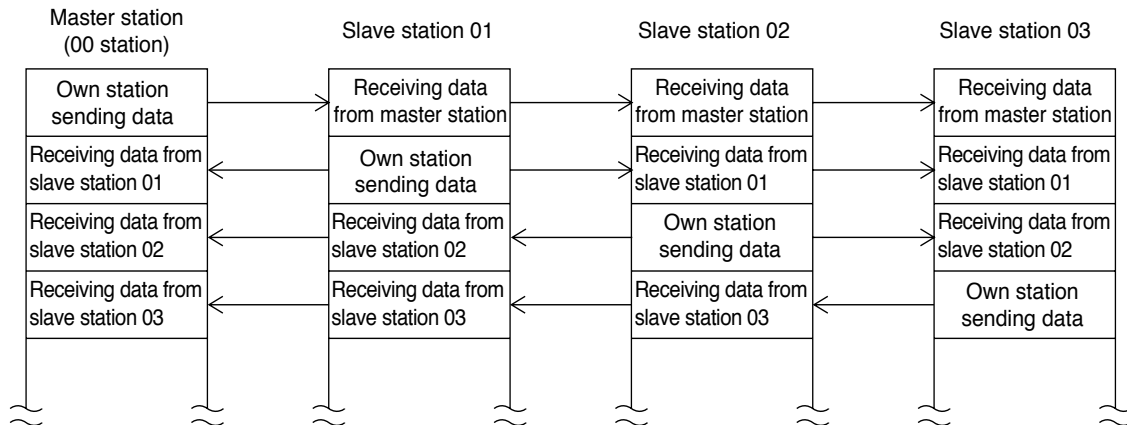 Master station
(00 station)
Slave station 01
Slave station 02
Slave station 03
Own station
sending data
Receiving data
from master station
Receiving data
from master station
Receiving data
from master station
Receiving data from
slave station 01
Own station
sending data
Receiving data from
slave station 01
Receiving data from
slave station 01
Receiving data from
slave station 02
Receiving data from
slave station 02
Own station
sending data
Receiving data from
slave station 02
Receiving data from
slave station 03
Receiving data from
slave station 03
Receiving data from
slave station 03
Own station
sending data